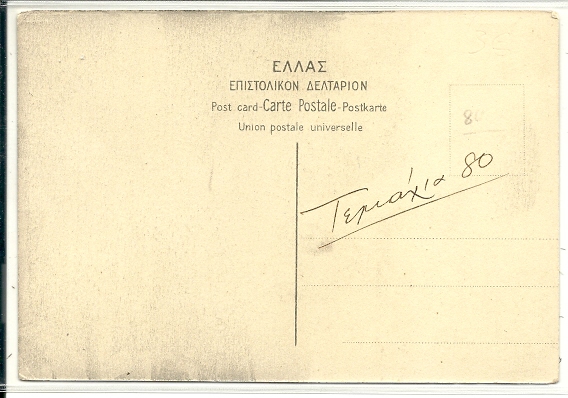 ΕΛΛΑΣ
ΕΠΙΣΤΟΛΙΚΟΝ ΔΕΛΤΑΡΙΟΝ
Post card-Carte Postale-Postkarte
Union postale universelle
80
Τεμάχια 80